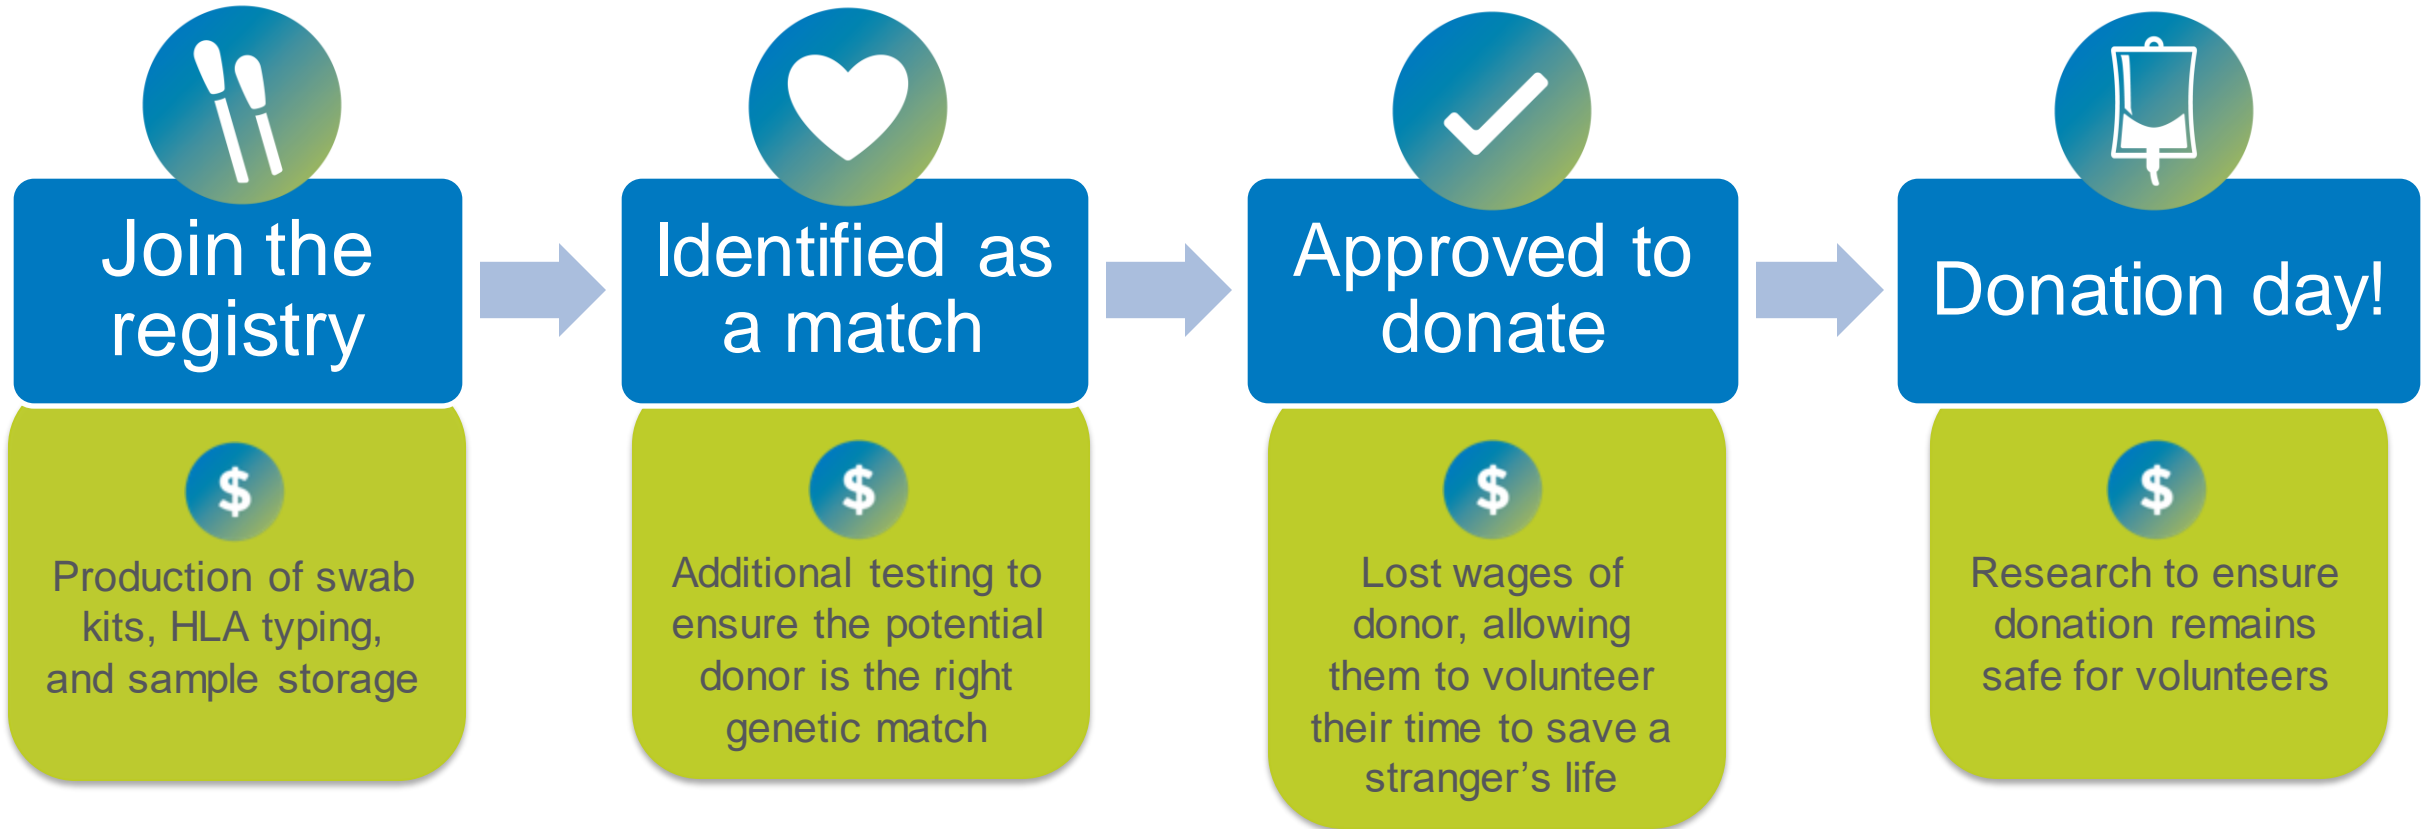 Join the
registry
Identified as
a match
Approved to
donate
Donation day!
$
Production of swab
kits, HLA typing,
and sample storage
$
Additional testing to
ensure the potential
donor is the right
genetic match
$
Lost wages of
donor, allowing
them to volunteer
their time to save a
stranger’s life
$
Research to ensure
donation remains
safe for volunteers